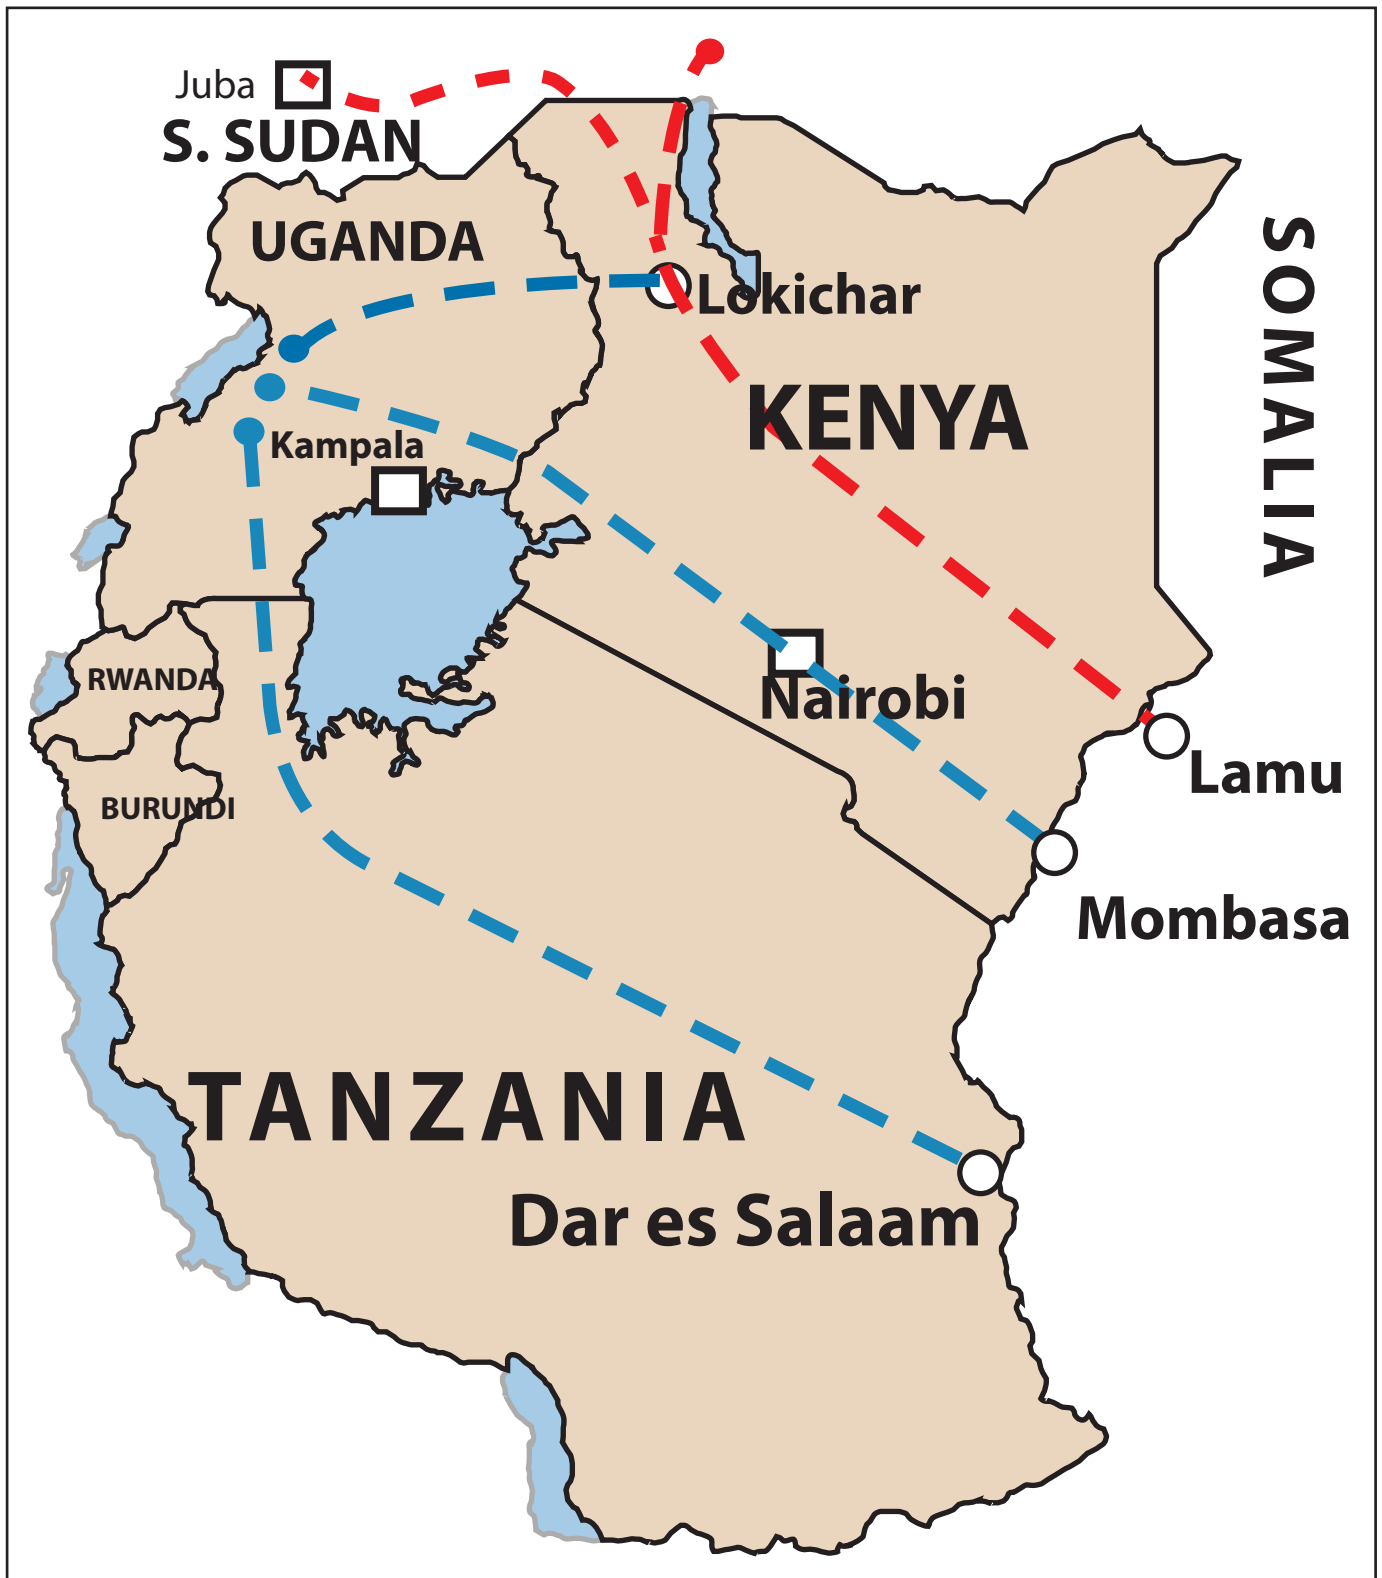 Juba
S. SUDAN
UGANDA
Lokichar
SOMALIA
KENYA
Kampala
RWANDA
Nairobi
Lamu
BURUNDI
Mombasa
TANZANIA
Dar es Salaam